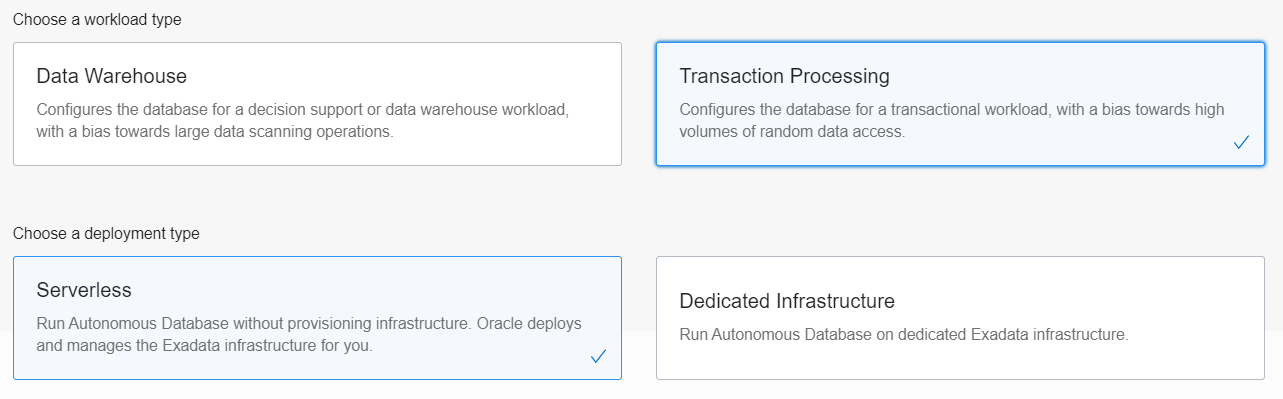 Choose a workload type
Data Warehouse
Configures the database for a decision support or data warehouse workload,
with a bias towards large data scanning operations.
Transaction Processing
Configures the database for a transactional workload, with a bias towards high
volumes of random data access.
Choose a deployment type
Serverless
Run Autonomous Database without provisioning infrastructure. Oracle deploys
and manages the Exadata infrastructure for you.
Dedicated Infrastructure
Run Autonomous Database on dedicated Exadata infrastructure.